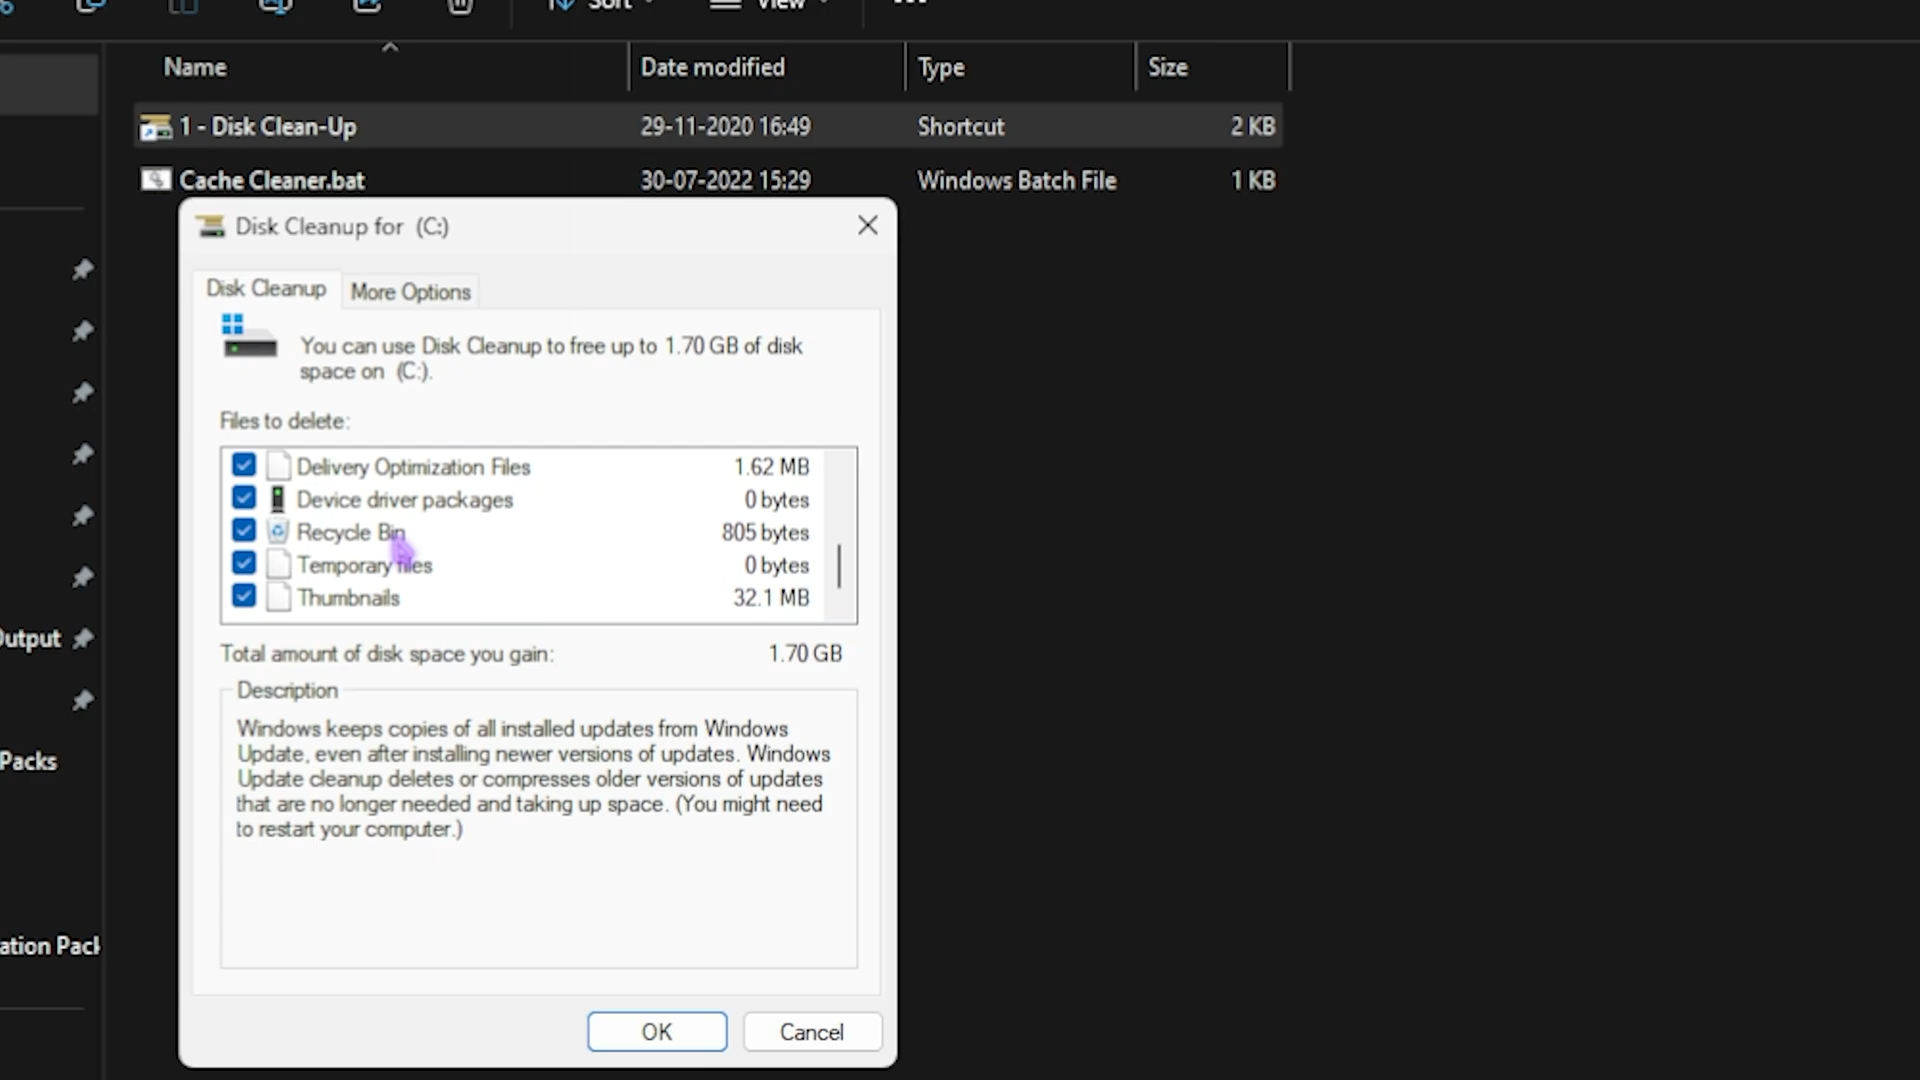 Sort
View
Name
Date modified
Type
Size
1 - Disk Clean-Up
29-11-2020 16:49
Shortcut
2 KB
Cache Cleaner.bat
30-07-2022 15:29
Windows Batch File
1 KB
Disk Cleanup for (C:)
Disk Cleanup
More Options
You can use Disk Cleanup to free up to 1.70 GB of disk
space on (C:).
Files to delete:
Delivery Optimization Files
1.62 MB
Device driver packages
0 bytes
Recycle Bin
805 bytes
Temporary files
0 bytes
Thumbnails
32.1 MB
Total amount of disk space you gain:
1.70 GB
Description
Windows keeps copies of all installed updates from Windows
Update, even after installing newer versions of updates. Windows
Update cleanup deletes or compresses older versions of updates
that are no longer needed and taking up space. (You might need
to restart your computer.)
OK
Cancel
Output
Packs
ation Pack